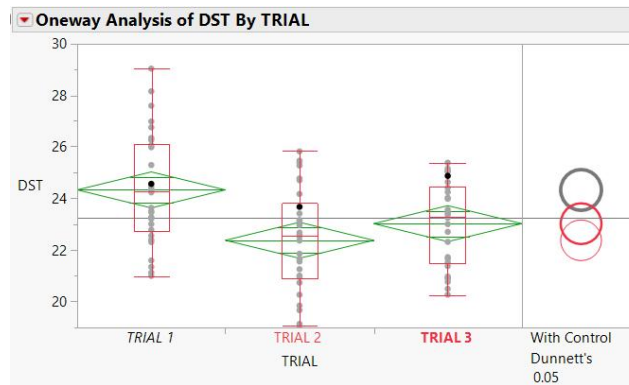 Oneway Analysis of DST By TRIAL
30
28
26
DST
24
22
20
TRIAL 1 TRIAL 2 TRIAL 3 With Control
TRIAL Dunnett's
0.05